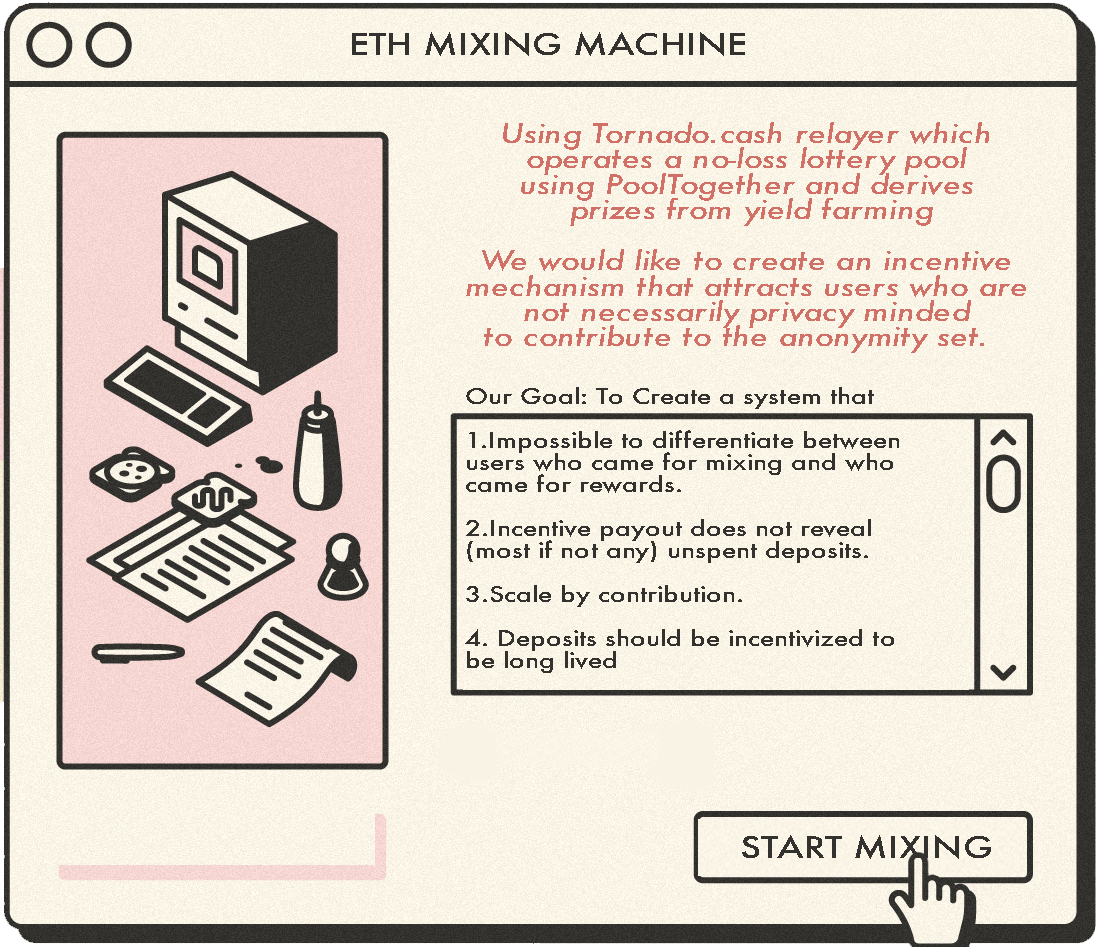 ETH MIXING MACHINE
Using Tornado.cash relayer which
operates a no-loss lottery pool
using PoolTogether and derives
prizes from yield farming
We would like to create an incentive
mechanism that attracts users who are
not necessarily privacy minded
to contribute to the anonymity set.
Our Goal: To Create a system that
1.Impossible to differentiate between
users who came for mixing and who
came for rewards.
2.Incentive payout does not reveal
(most if not any) unspent deposits.
3.Scale by contribution.
4. Deposits should be incentivized to
be long lived
START MIXING